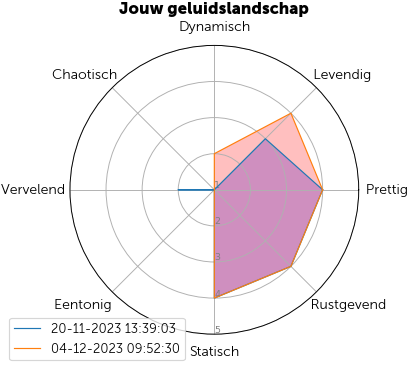 Jouw geluidslandschap
Dynamisch
Chaotisch
Levendig
Vervelend
1
Prettig
2
3
4
Eentonig
Rustgevend
5
Statisch
20-11-2023 13:39:03
04-12-2023 09:52:30